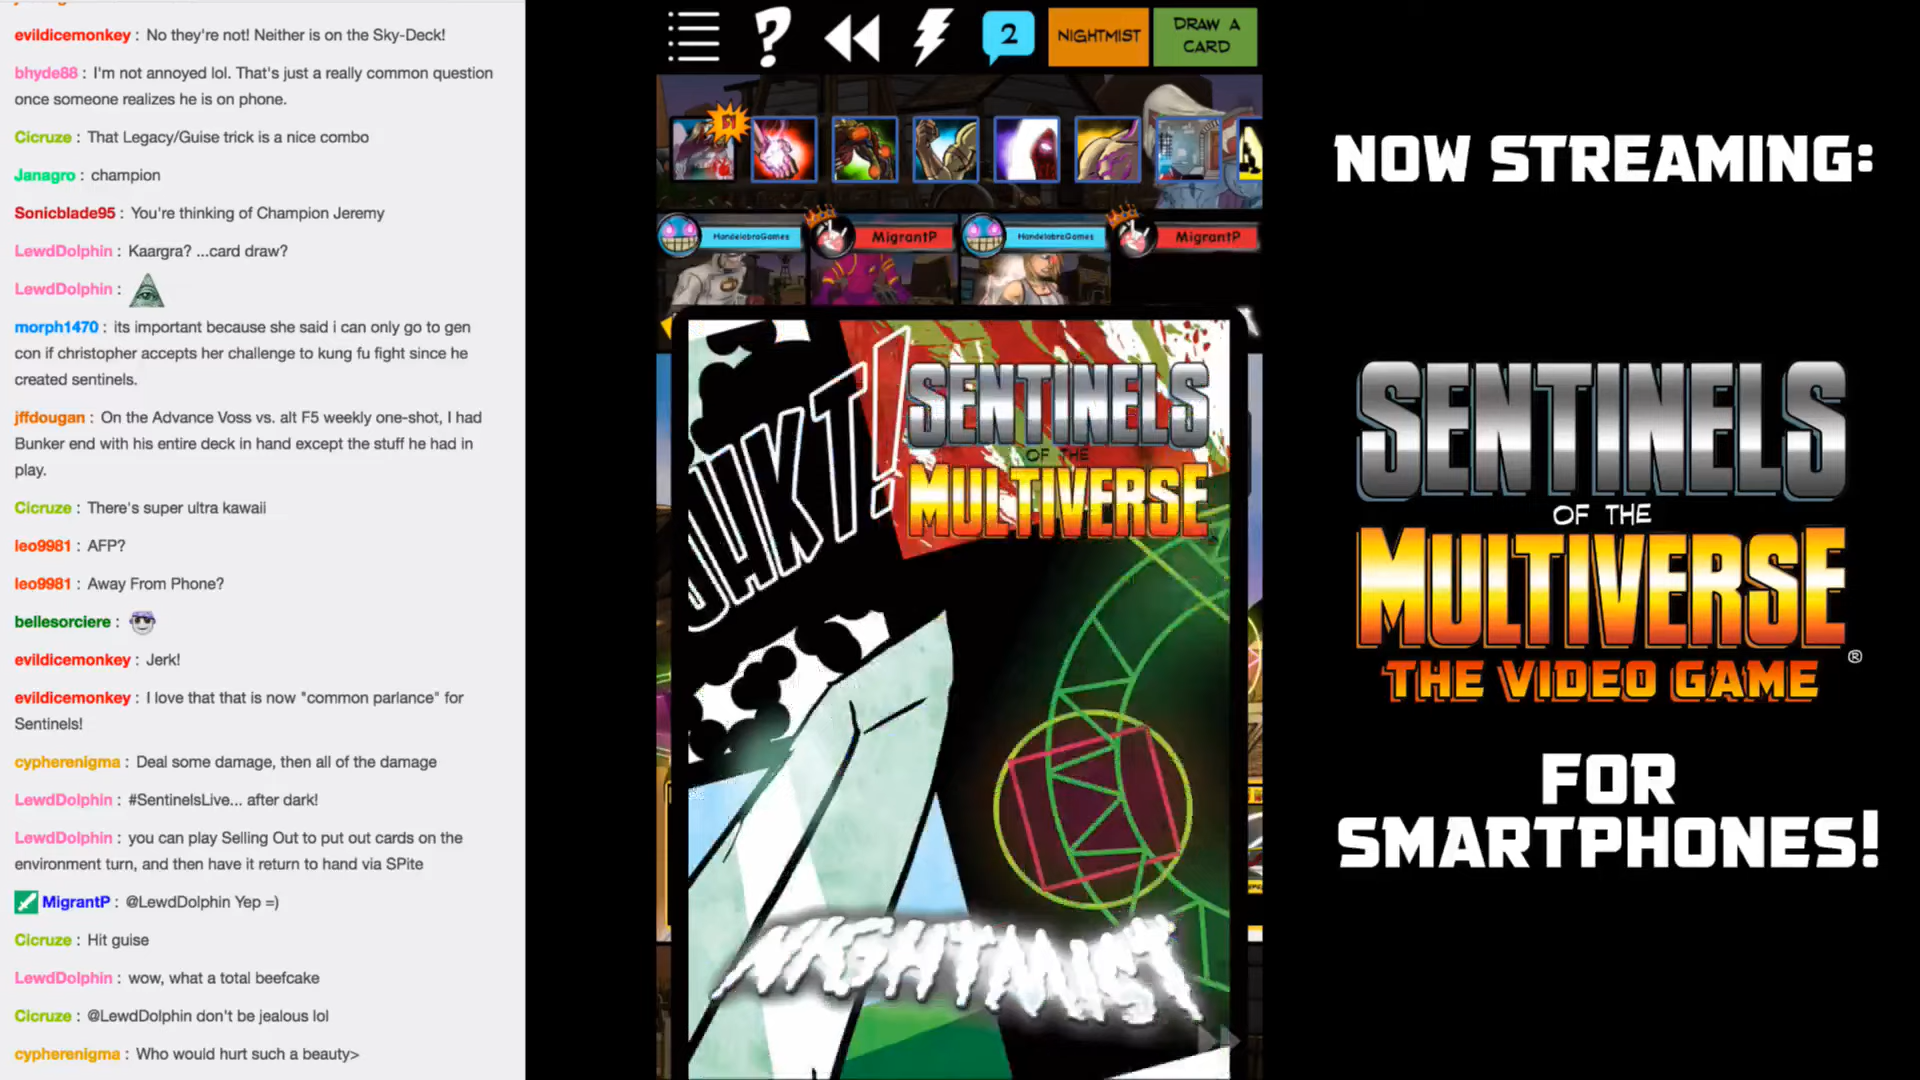 evildicemonkey : No they're not! Neither is on the Sky-Deck!
bhyde88 : I'm not annoyed lol. That's just a really common question
once someone realizes he is on phone.
Cicruze : That Legacy/Guise trick is a nice combo
Janagro : champion
Sonicblade95 : You're thinking of Champion Jeremy
LewdDolphin : Kaargra? ...card draw?
LewdDolphin :
morph1470 : its important because she said i can only go to gen
con if christopher accepts her challenge to kung fu fight since he
created sentinels.
jffdougan : On the Advance Voss vs. alt F5 weekly one-shot, I had
Bunker end with his entire deck in hand except the stuff he had in
play.
Cicruze : There's super ultra kawaii
leo9981 : AFP?
leo9981 : Away From Phone?
bellesorciere :
evildicemonkey : Jerk!
evildicemonkey : I love that that is now "common parlance" for
Sentinels!
cypherenigma : Deal some damage, then all of the damage
LewdDolphin : #SentinelsLive... after dark!
LewdDolphin : you can play Selling Out to put out cards on the
environment turn, and then have it return to hand via SPite
MigrantP : @LewdDolphin Yep =)
Cicruze : Hit guise
LewdDolphin : wow, what a total beefcake
Cicruze : @LewdDolphin don't be jealous lol
cypherenigma : Who would hurt such a beauty>
?
2
NIGHTMIST
DRAW A
CARD
HandelabraGames
MigrantP
HandelabraGames
MigrantP
SENTINELS
OF THE
MULTIVERSE
NIGHTMIST
NOW STREAMING:
SENTINELS
OF THE
MULTIVERSE
®
THE VIDEO GAME
FOR
SMARTPHONES!